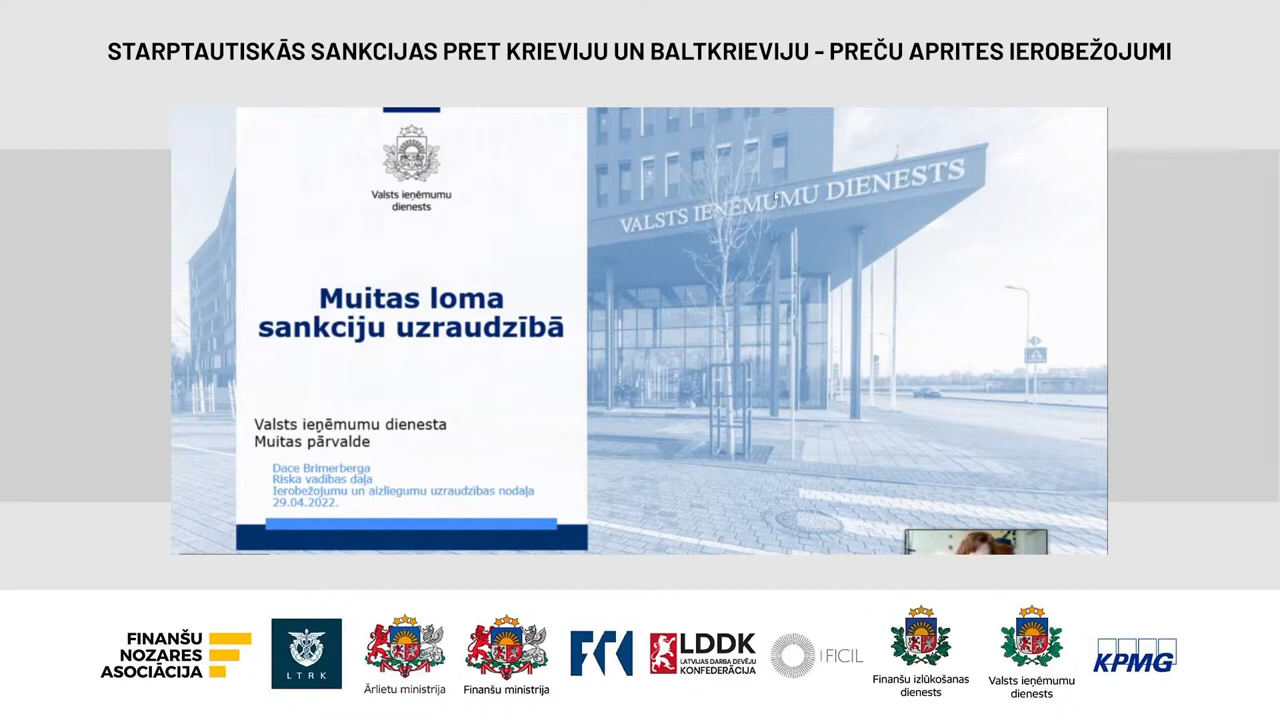 STARPTAUTISKĀS SANKCIJAS PRET KRIEVIJU UN BALTKRIEVIJU - PREČU APRITES IEROBEŽOJUMI
Valsts ieņēmumu
dienests
VALSTS IEŅĒMUMU DIENESTS
Muitas loma
sankciju uzraudzībā
Valsts ieņēmumu dienesta
Muitas pārvalde
Dace Brimerberga
Riska vadības daļa
Ierobežojumu un aizliegumu uzraudzības nodaļa
29.04.2022.
FINANŠU
NOZARES
ASOCIĀCIJA
LTRK
Ārlietu ministrija
Finanšu ministrija
LDDK
LATVIJAS DARBA DEVĒJU
KONFEDERĀCIJA
FICIL
Finanšu izlūkošanas
dienests
Valsts ieņēmumu
dienests
KPMG